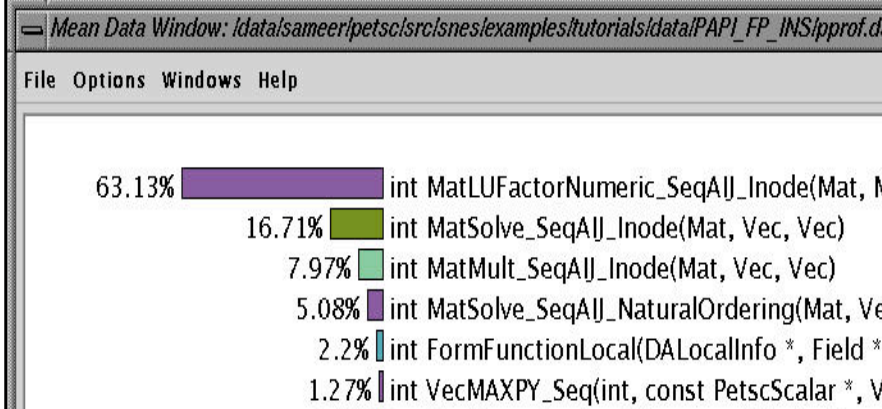 Mean Data Window: /data/sameer/petsc/src/snes/examples/tutorials/data/PAPI_FP_INS/pprof.d
File Options Windows Help
63.13% int MatLUFactorNumeric_SeqAIJ_Inode(Mat,
16.71% int MatSolve_SeqAIJ_Inode(Mat, Vec, Vec)
7.97% int MatMult_SeqAIJ_Inode(Mat, Vec, Vec)
5.08% int MatSolve_SeqAIJ_NaturalOrdering(Mat, Ve
2.2% int FormFunctionLocal(DALocalInfo *, Field *
1.27% int VecMAXPY_Seq(int, const PetscScalar *, V